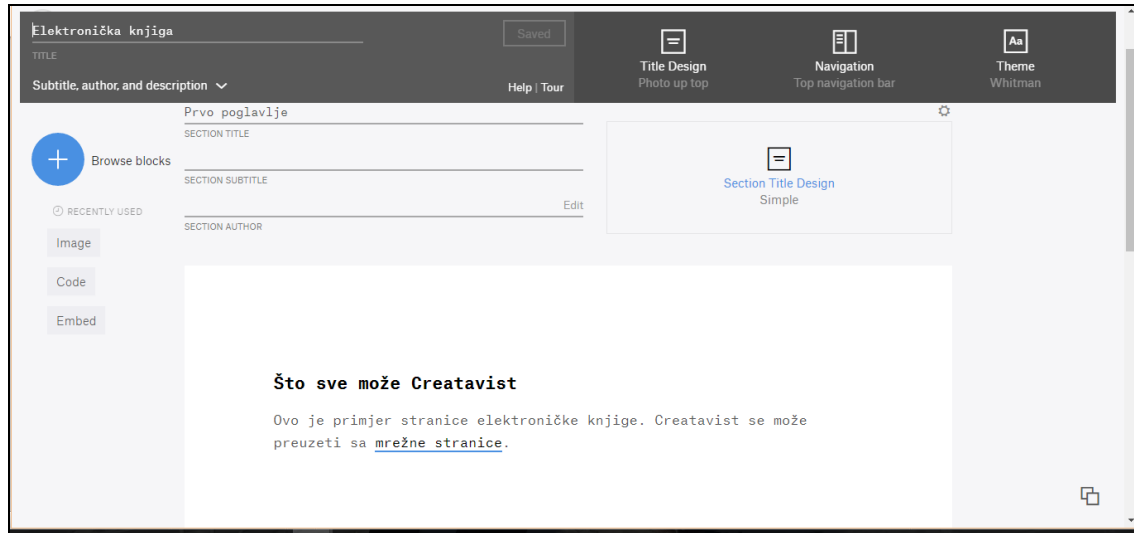 Elektronička knjiga
TITLE
Saved
Subtitle, author, and description
Help | Tour
Title Design
Photo up top
Navigation
Top navigation bar
Aa
Theme
Whitman
Prvo poglavlje
SECTION TITLE
SECTION SUBTITLE
Edit
SECTION AUTHOR
Section Title Design
Simple
Browse blocks
RECENTLY USED
Image
Code
Embed
Što sve može Creatavist
Ovo je primjer stranice elektroničke knjige. Creatavist se može
preuzeti sa mrežne stranice.